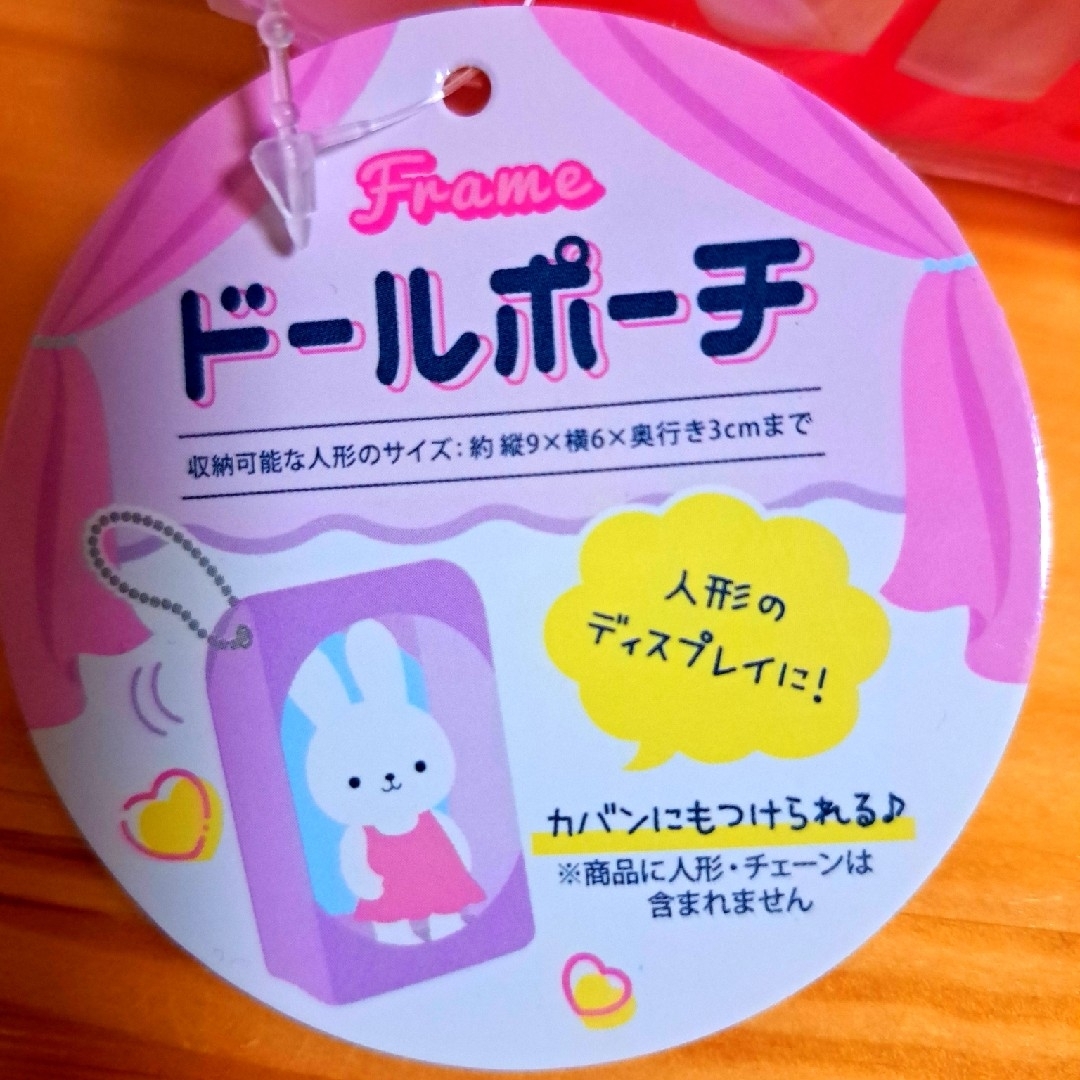 Frame
ドールポーチ
収納可能な人形のサイズ：約 縦9×横6×奥行き3cmまで
人形の
ディスプレイに！
カバンにもつけられる♪
※商品に人形・チェーンは
含まれません